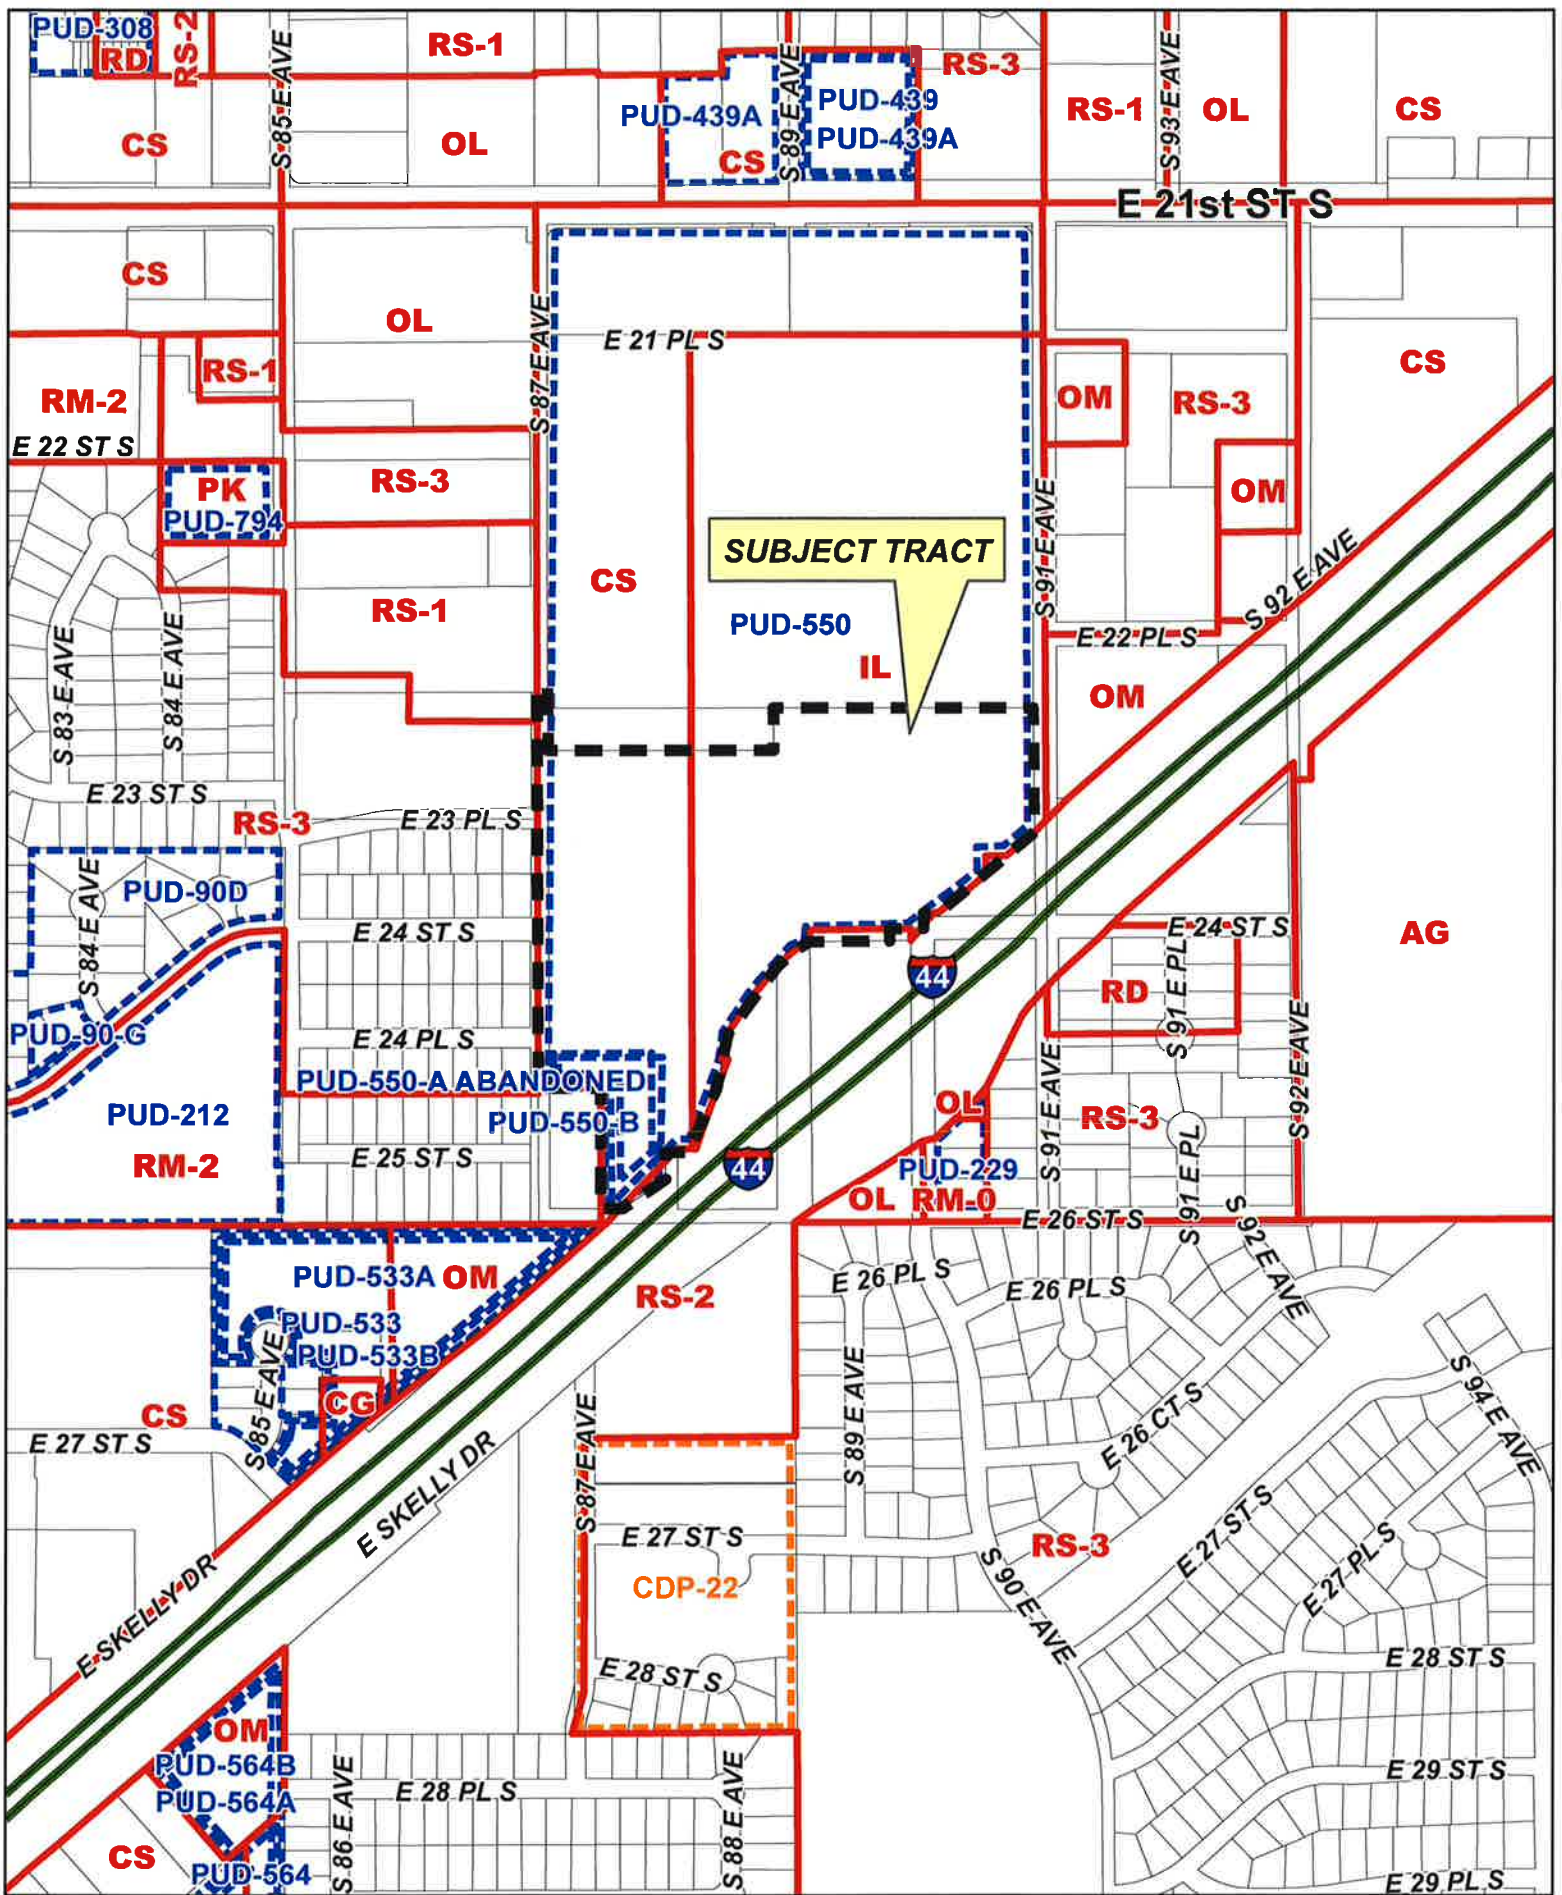 PUD-308
RD
RS-2
S 85 E AVE
RS-1
S 89 E AVE
RS-3
S 93 E AVE
PUD-439A
PUD-439
PUD-439A
RS-1
OL
CS
CS
OL
CS
E 21st ST S
CS
OL
S 87 E AVE
E 21 PL S
RS-1
RM-2
OM
RS-3
CS
E 22 ST S
PK
PUD-794
RS-3
OM
SUBJECT TRACT
CS
PUD-550
IL
S 91 E AVE
S 92 E AVE
RS-1
E 22 PL S
OM
S 83 E AVE
S 84 E AVE
E 23 ST S
RS-3
E 23 PL S
PUD-90D
S 84 E AVE
E 24 ST S
E 24 ST S
AG
44
RD
S 91 E PL
PUD-90-G
E 24 PL S
S 92 E AVE
PUD-550-A ABANDONED
PUD-550-B
PUD-212
RM-2
E 25 ST S
44
OL
S 91 E AVE
RS-3
S 91 E PL
PUD-229
OL
RM-0
E 26 ST S
S 92 E AVE
PUD-533A
OM
PUD-533
PUD-533B
RS-2
E 26 PL S
E 26 PL S
S 85 E AVE
CG
CS
E 27 ST S
S 89 E AVE
E 26 CT S
S 94 E AVE
E SKELLY DR
S 87 E AVE
E 27 ST S
CDP-22
RS-3
E 27 ST S
E 27 PL S
S 90 E AVE
E SKELLY DR
E 28 ST S
E 28 ST S
OM
PUD-564B
PUD-564A
E 28 PL S
E 29 ST S
S 86 E AVE
S 88 E AVE
CS
PUD-564
E 29 PL S